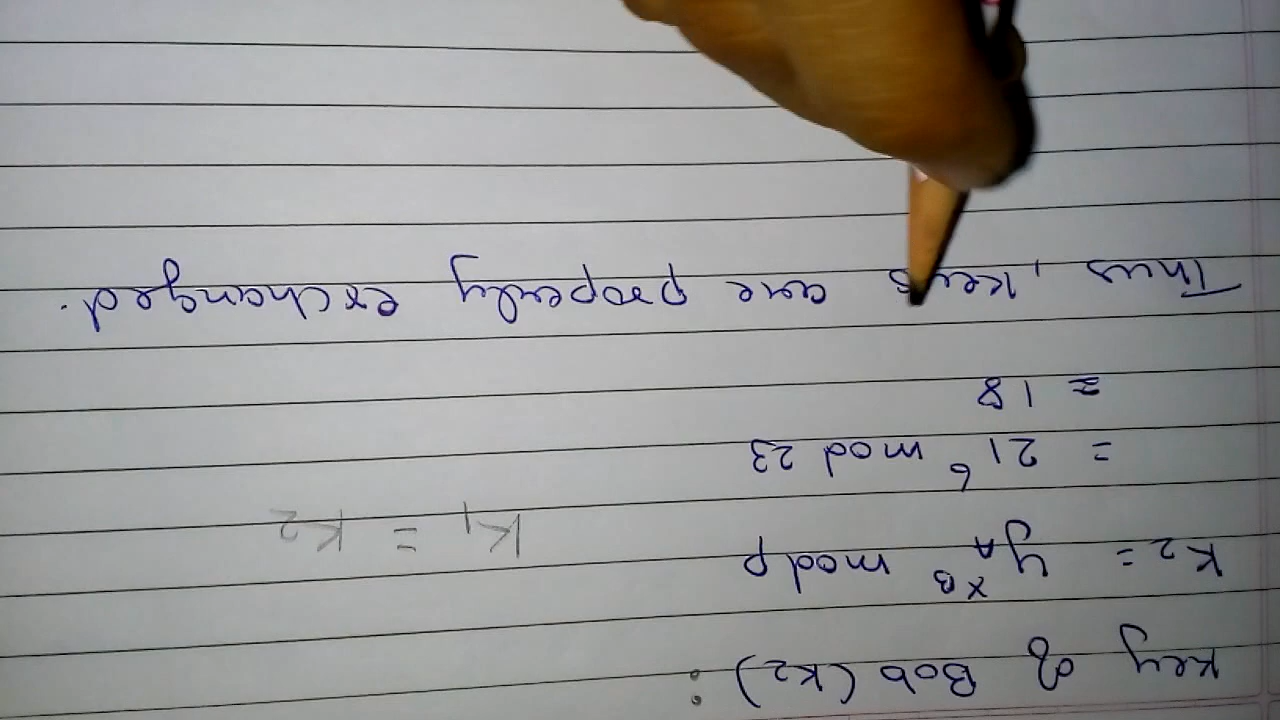 Key of Bob (K2) :
K2 = yA^xB mod p
K1 = K2
= 21^6 mod 23
= 18
Thus, keys are properly exchanged.